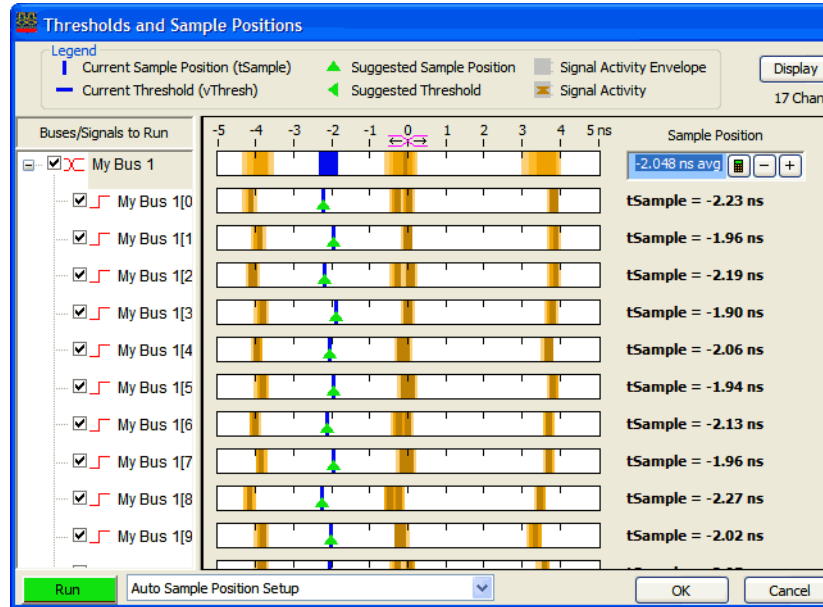 Thresholds and Sample Positions
Legend
Current Sample Position (tSample)
Suggested Sample Position
Signal Activity Envelope
Current Threshold (vThresh)
Suggested Threshold
Signal Activity
Display
17 Chan
Buses/Signals to Run
-5 -4 -3 -2 -1 0 1 2 3 4 5 ns
Sample Position
My Bus 1
-2.048 ns avg
My Bus 1[0
tSample = -2.23 ns
My Bus 1[1
tSample = -1.96 ns
My Bus 1[2
tSample = -2.19 ns
My Bus 1[3
tSample = -1.90 ns
My Bus 1[4
tSample = -2.06 ns
My Bus 1[5
tSample = -1.94 ns
My Bus 1[6
tSample = -2.13 ns
My Bus 1[7
tSample = -1.96 ns
My Bus 1[8
tSample = -2.27 ns
My Bus 1[9
tSample = -2.02 ns
Run
Auto Sample Position Setup
OK
Cancel